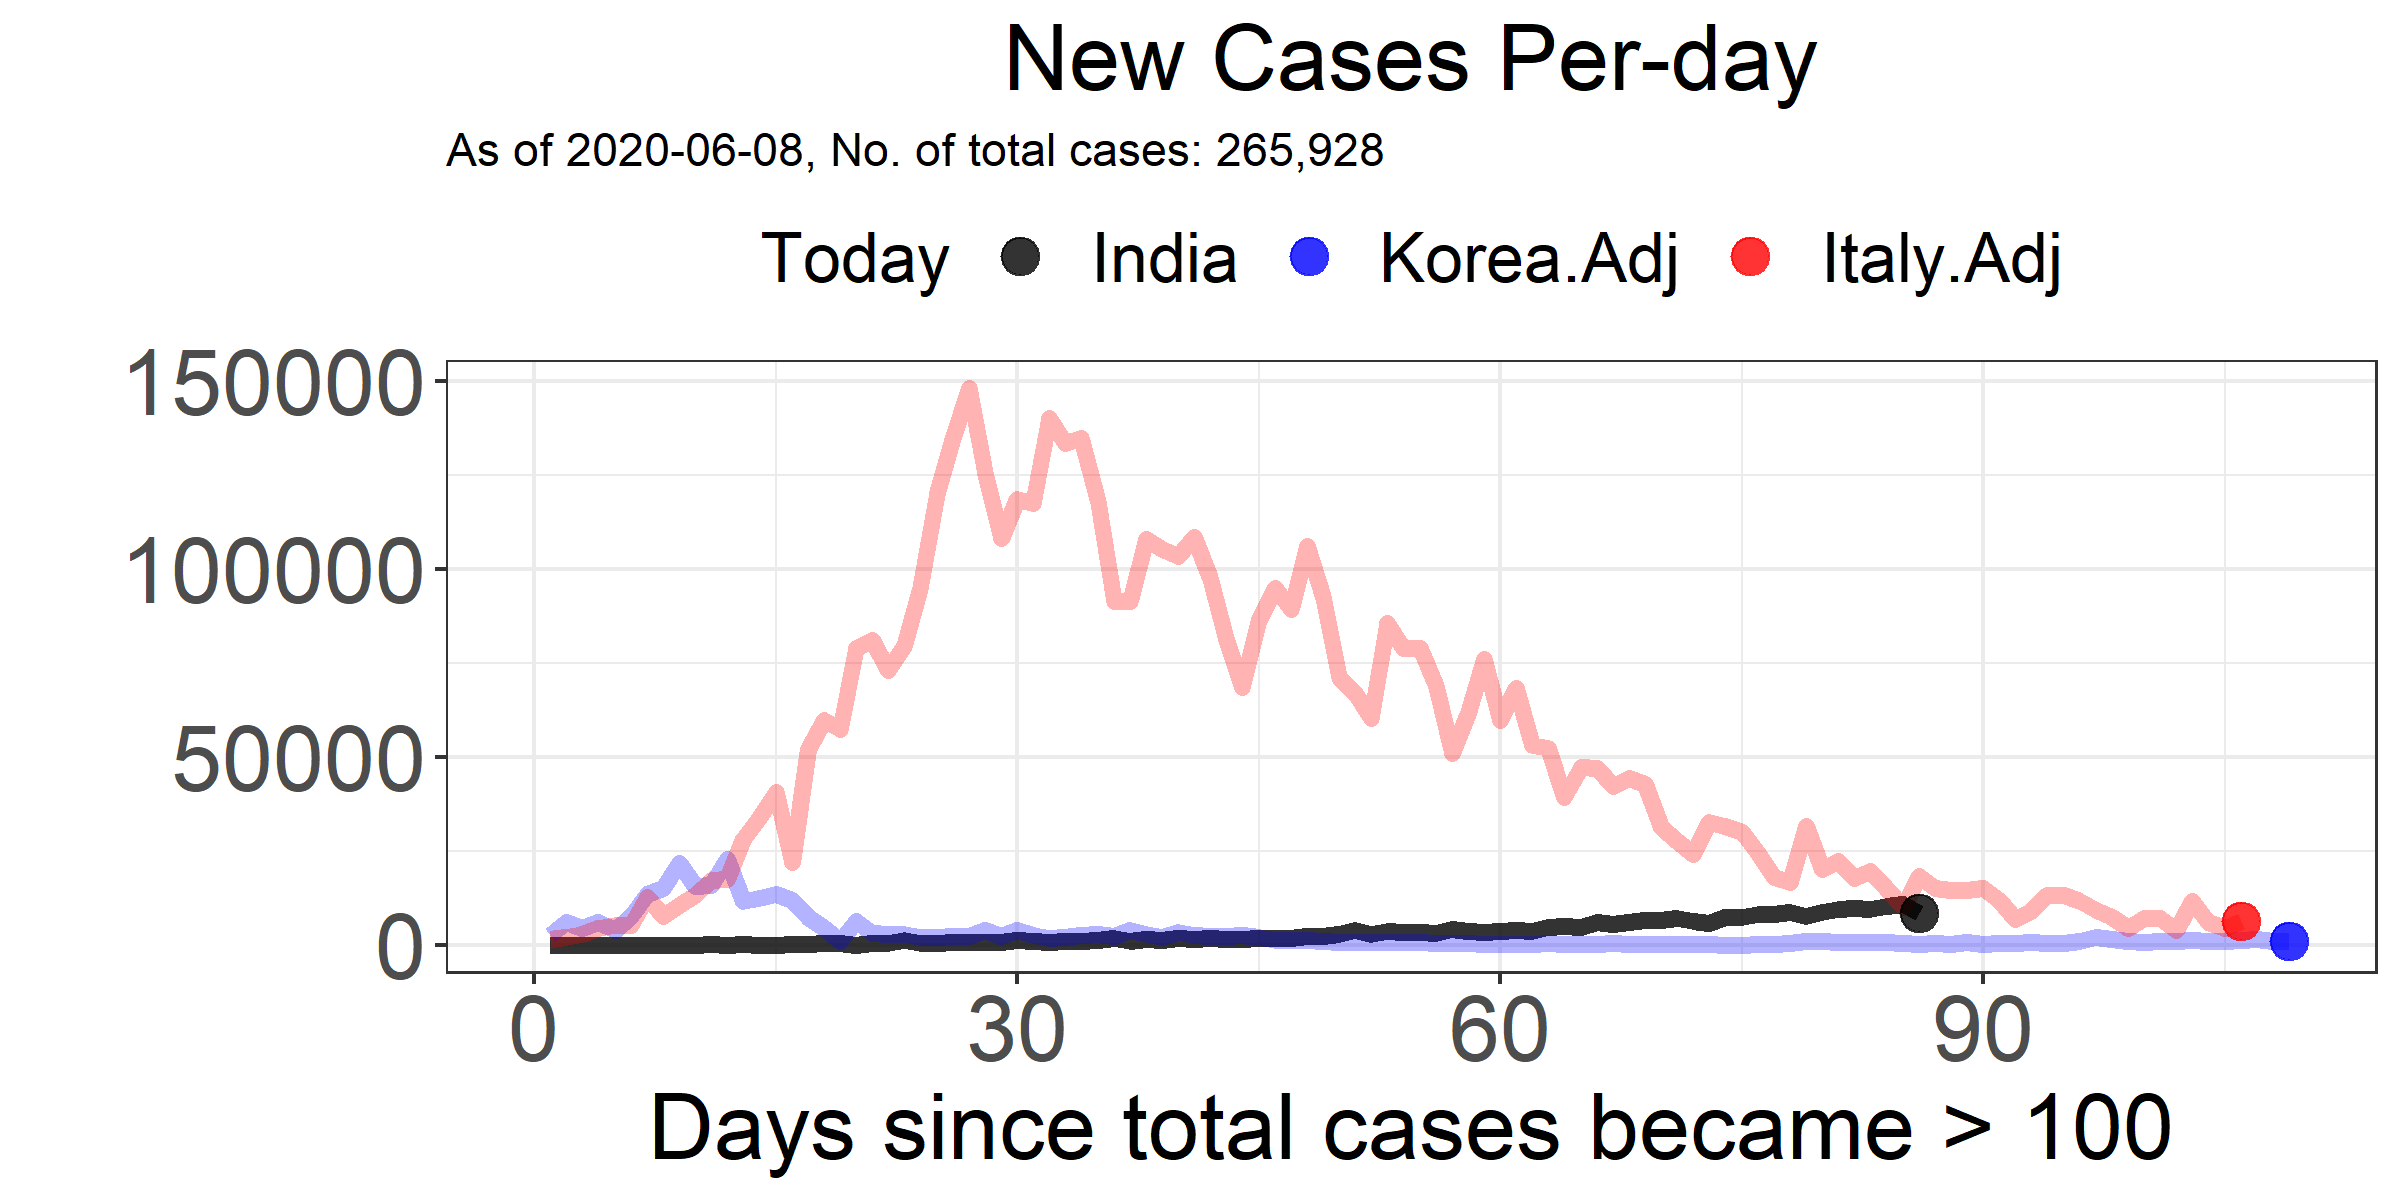 New Cases Per-day
As of 2020-06-08, No. of total cases: 265,928
Today India Korea.Adj Italy.Adj
150000
100000
50000
0
0 30 60 90
Days since total cases became > 100